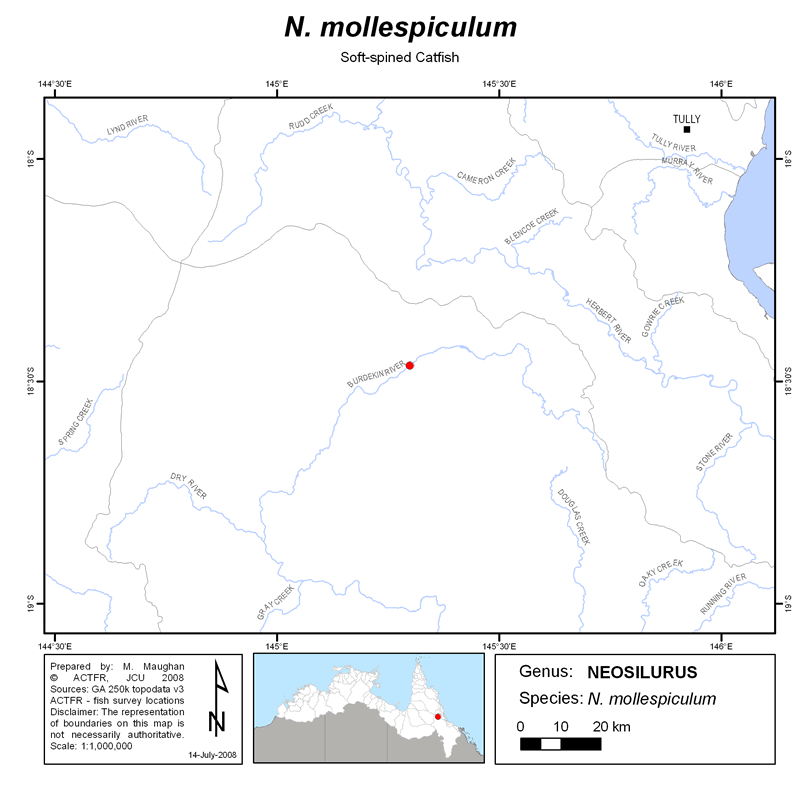 N. mollespiculum
Soft-spined Catfish
144°30'E
145°E
145°30'E
146°E
TULLY
LYND RIVER
RUDD CREEK
TULLY RIVER
18°S
18°S
MURRAY RIVER
CAMERON CREEK
BLENCOE CREEK
HERBERT RIVER
GOWRIE CREEK
BURDEKIN RIVER
18°30'S
18°30'S
SPRING CREEK
STONE RIVER
DRY RIVER
DOUGLAS CREEK
OAKY CREEK
GRAY CREEK
RUNNING RIVER
19°S
19°S
144°30'E
145°E
145°30'E
146°E
Prepared by: M. Maughan
© ACTFR, JCU 2008
Sources: GA 250k topodata v3
ACTFR - fish survey locations
Disclaimer: The representation
of boundaries on this map is
not necessarily authoritative.
Scale: 1:1,000,000
N
14-July-2008
Genus: NEOSILURUS
Species: N. mollespiculum
0 10 20 km